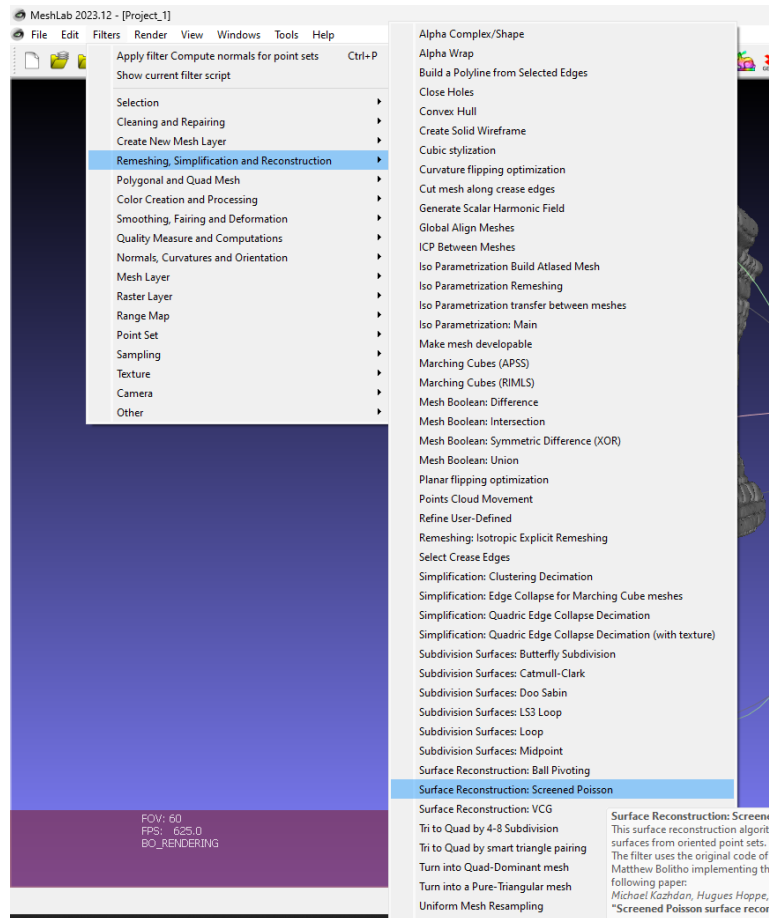 MeshLab 2023.12 - [Project_1]
File Edit Filters Render View Windows Tools Help
Apply filter Compute normals for point sets Ctrl+P
Show current filter script
Selection
Cleaning and Repairing
Create New Mesh Layer
Remeshing, Simplification and Reconstruction
Polygonal and Quad Mesh
Color Creation and Processing
Smoothing, Fairing and Deformation
Quality Measure and Computations
Normals, Curvatures and Orientation
Mesh Layer
Raster Layer
Range Map
Point Set
Sampling
Texture
Camera
Other
Alpha Complex/Shape
Alpha Wrap
Build a Polyline from Selected Edges
Close Holes
Convex Hull
Create Solid Wireframe
Cubic stylization
Curvature flipping optimization
Cut mesh along crease edges
Generate Scalar Harmonic Field
Global Align Meshes
ICP Between Meshes
Iso Parametrization Build Atlased Mesh
Iso Parametrization Remeshing
Iso Parametrization transfer between meshes
Iso Parametrization: Main
Make mesh developable
Marching Cubes (APSS)
Marching Cubes (RIMLS)
Mesh Boolean: Difference
Mesh Boolean: Intersection
Mesh Boolean: Symmetric Difference (XOR)
Mesh Boolean: Union
Planar flipping optimization
Points Cloud Movement
Refine User-Defined
Remeshing: Isotropic Explicit Remeshing
Select Crease Edges
Simplification: Clustering Decimation
Simplification: Edge Collapse for Marching Cube meshes
Simplification: Quadric Edge Collapse Decimation
Simplification: Quadric Edge Collapse Decimation (with texture)
Subdivision Surfaces: Butterfly Subdivision
Subdivision Surfaces: Catmull-Clark
Subdivision Surfaces: Doo Sabin
Subdivision Surfaces: LS3 Loop
Subdivision Surfaces: Loop
Subdivision Surfaces: Midpoint
Surface Reconstruction: Ball Pivoting
Surface Reconstruction: Screened Poisson
Surface Reconstruction: VCG
Tri to Quad by 4-8 Subdivision
Tri to Quad by smart triangle pairing
Turn into Quad-Dominant mesh
Turn into a Pure-Triangular mesh
Uniform Mesh Resampling
Surface Reconstruction: Screene
This surface reconstruction algorit
surfaces from oriented point sets.
The filter uses the original code of
Matthew Bolitho implementing th
following paper:
Michael Kazhdan, Hugues Hoppe,
"Screened Poisson surface recon
FOV: 60
FPS: 625.0
BO_RENDERING